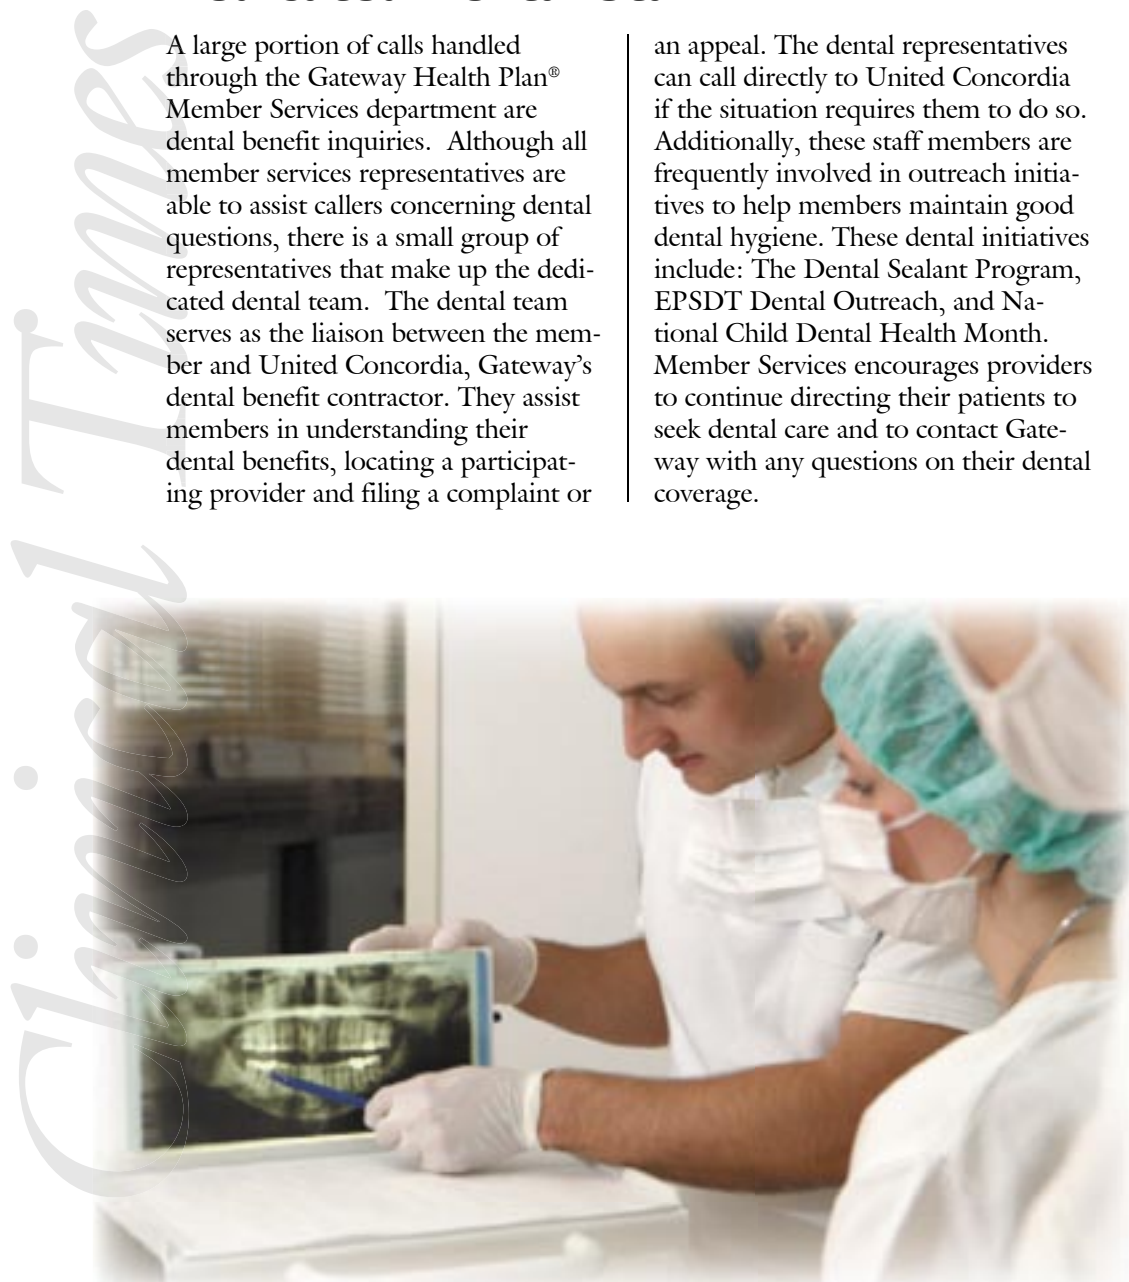 A large portion of calls handled
through the Gateway Health Plan®
Member Services department are
dental benefit inquiries.  Although all
member services representatives are
able to assist callers concerning dental
questions, there is a small group of
representatives that make up the dedi-
cated dental team.  The dental team
serves as the liaison between the mem-
ber and United Concordia, Gateway’s
dental benefit contractor. They assist
members in understanding their
dental benefits, locating a participat-
ing provider and filing a complaint or
an appeal. The dental representatives
can call directly to United Concordia
if the situation requires them to do so.
Additionally, these staff members are
frequently involved in outreach initia-
tives to help members maintain good
dental hygiene. These dental initiatives
include: The Dental Sealant Program,
EPSDT Dental Outreach, and Na-
tional Child Dental Health Month.
Member Services encourages providers
to continue directing their patients to
seek dental care and to contact Gate-
way with any questions on their dental
coverage.
Clinical Times